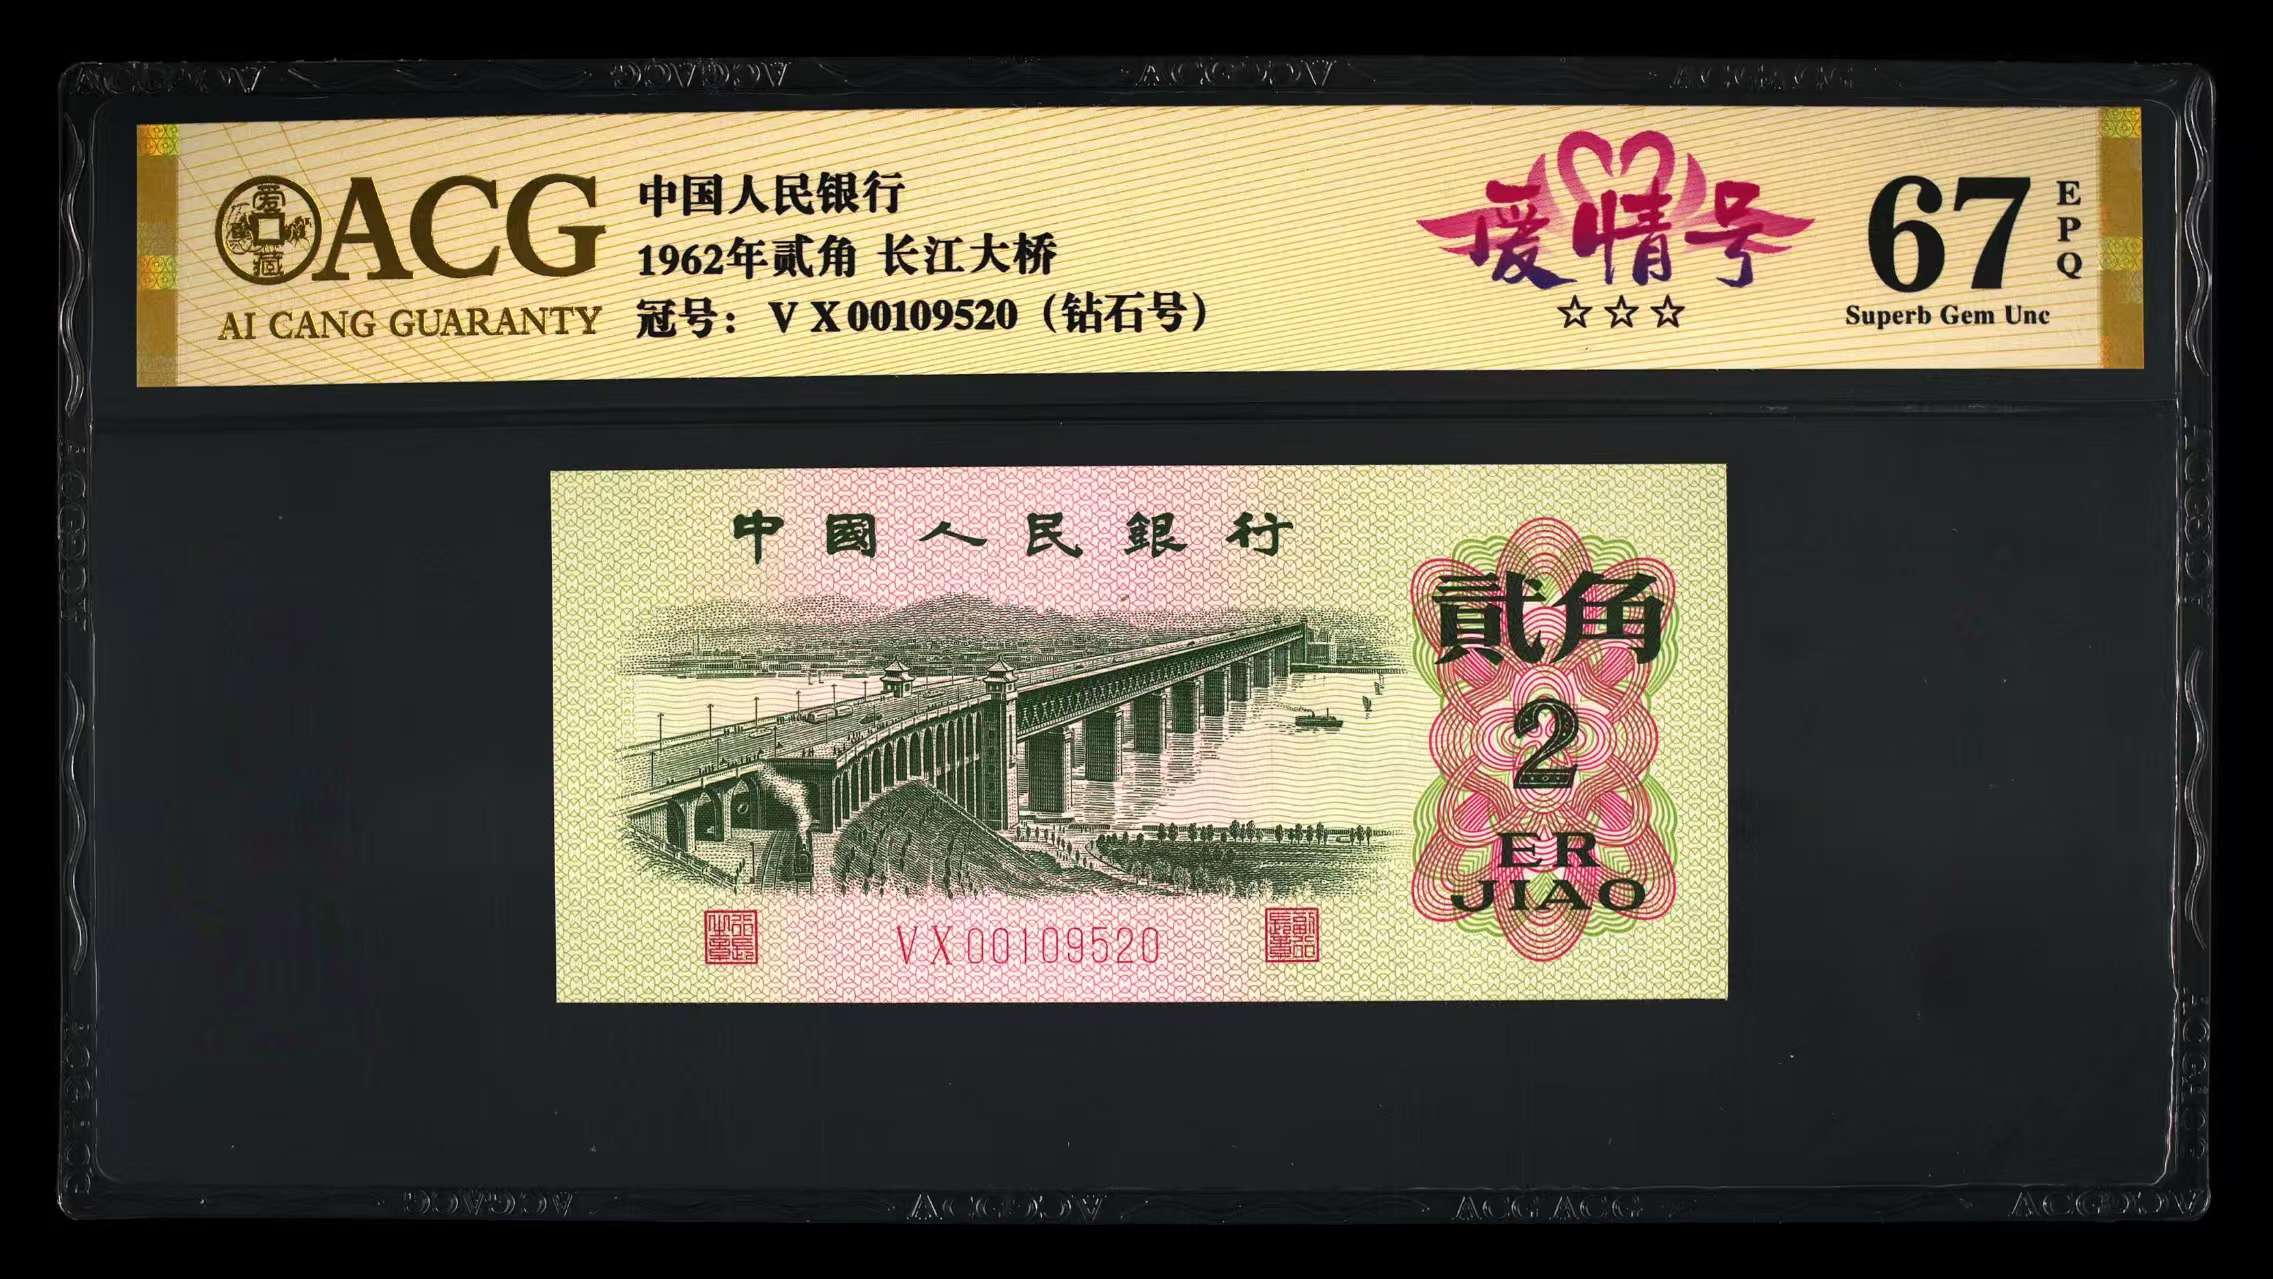 ACG
AI CANG GUARANTY
中国人民银行
1962年贰角 长江大桥
冠号： V X 00109520（钻石号）
爱情号
☆☆☆
67
EPQ
Superb Gem Unc
中國人民銀行
貳角
2
ER
JIAO
VX00109520